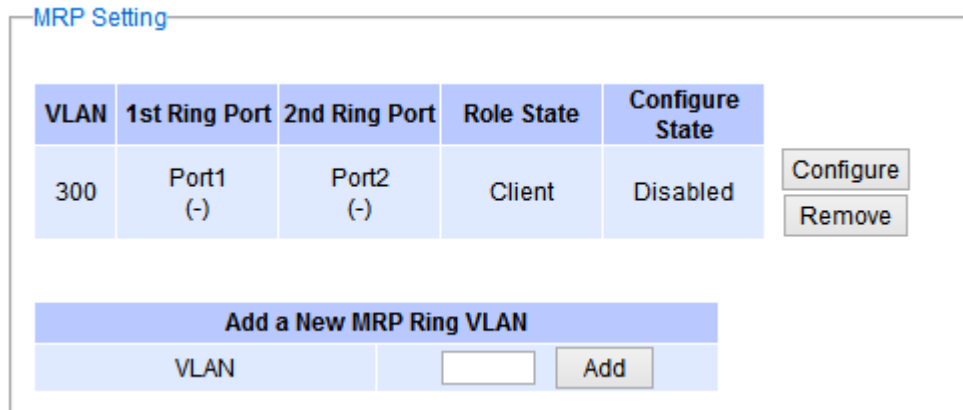 MRP Setting
VLAN 1st Ring Port 2nd Ring Port Role State Configure State
300 Port1 (-) Port2 (-) Client Disabled
Configure
Remove
Add a New MRP Ring VLAN
VLAN Add